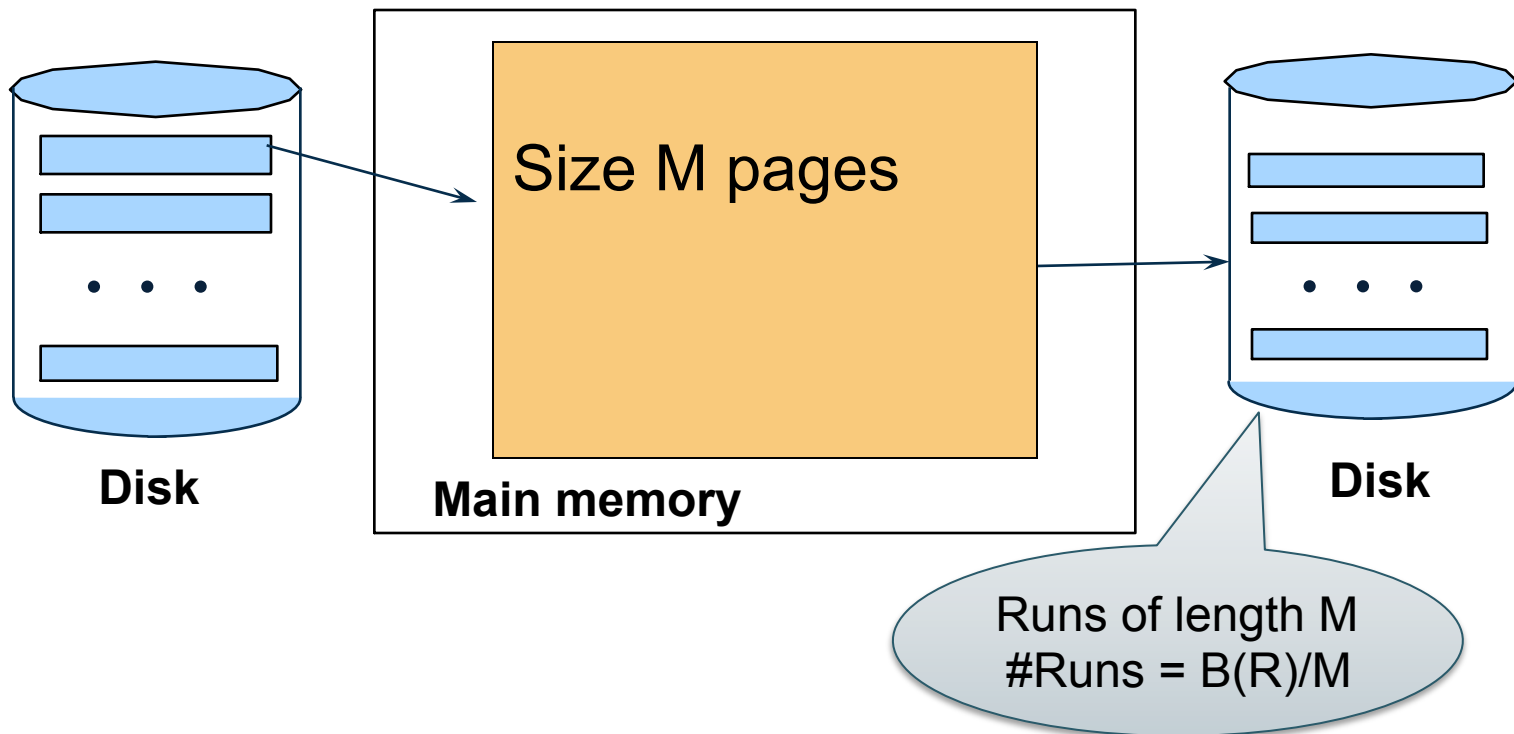 Size M pages
Disk
Main memory
Disk
Runs of length M
#Runs = B(R)/M